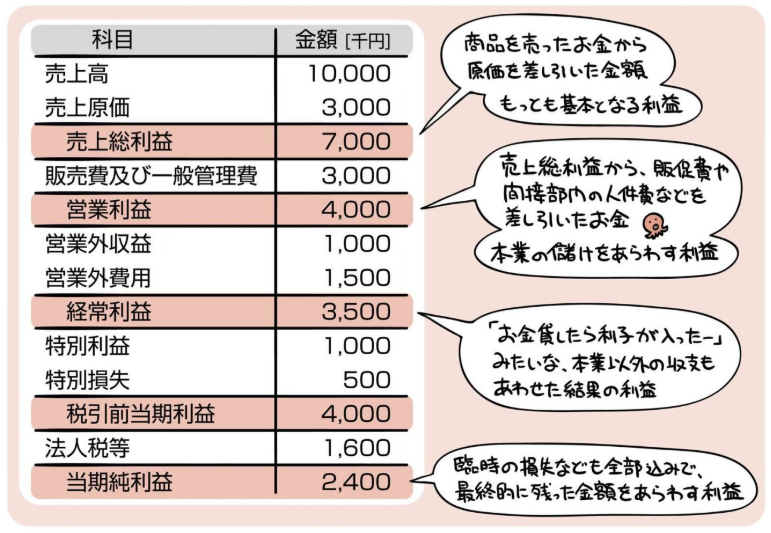 科目 金額 [千円]
売上高 10,000
売上原価 3,000
売上総利益 7,000
販売費及び一般管理費 3,000
営業利益 4,000
営業外収益 1,000
営業外費用 1,500
経常利益 3,500
特別利益 1,000
特別損失 500
税引前当期利益 4,000
法人税等 1,600
当期純利益 2,400
商品を売ったお金から
原価を差し引いた金額
もっとも基本となる利益
売上総利益から、販促費や
間接部門の人件費などを
差し引いたお金
本業の儲けをあらわす利益
「お金貸したら利子が入ったー」
みたいな、本業以外の収支も
あわせた結果の利益
臨時の損失なども全部込みで、
最終的に残った金額をあらわす利益